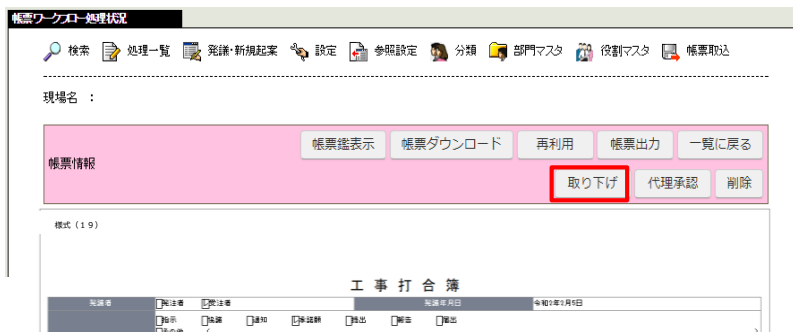 帳票ワークフロー処理状況
検索 処理一覧 発議・新規起案 設定 参照設定 分類 部門マスタ 役割マスタ 帳票取込
現場名 :
帳票鑑表示 帳票ダウンロード 再利用 帳票出力 一覧に戻る
帳票情報
取り下げ 代理承認 削除
様式(19)
工事打合簿
発議者 発注者 受注者 発議年月日 令和2年2月5日
指示 協議 通知 承諾願 提出 報告 届出
その他 ( )